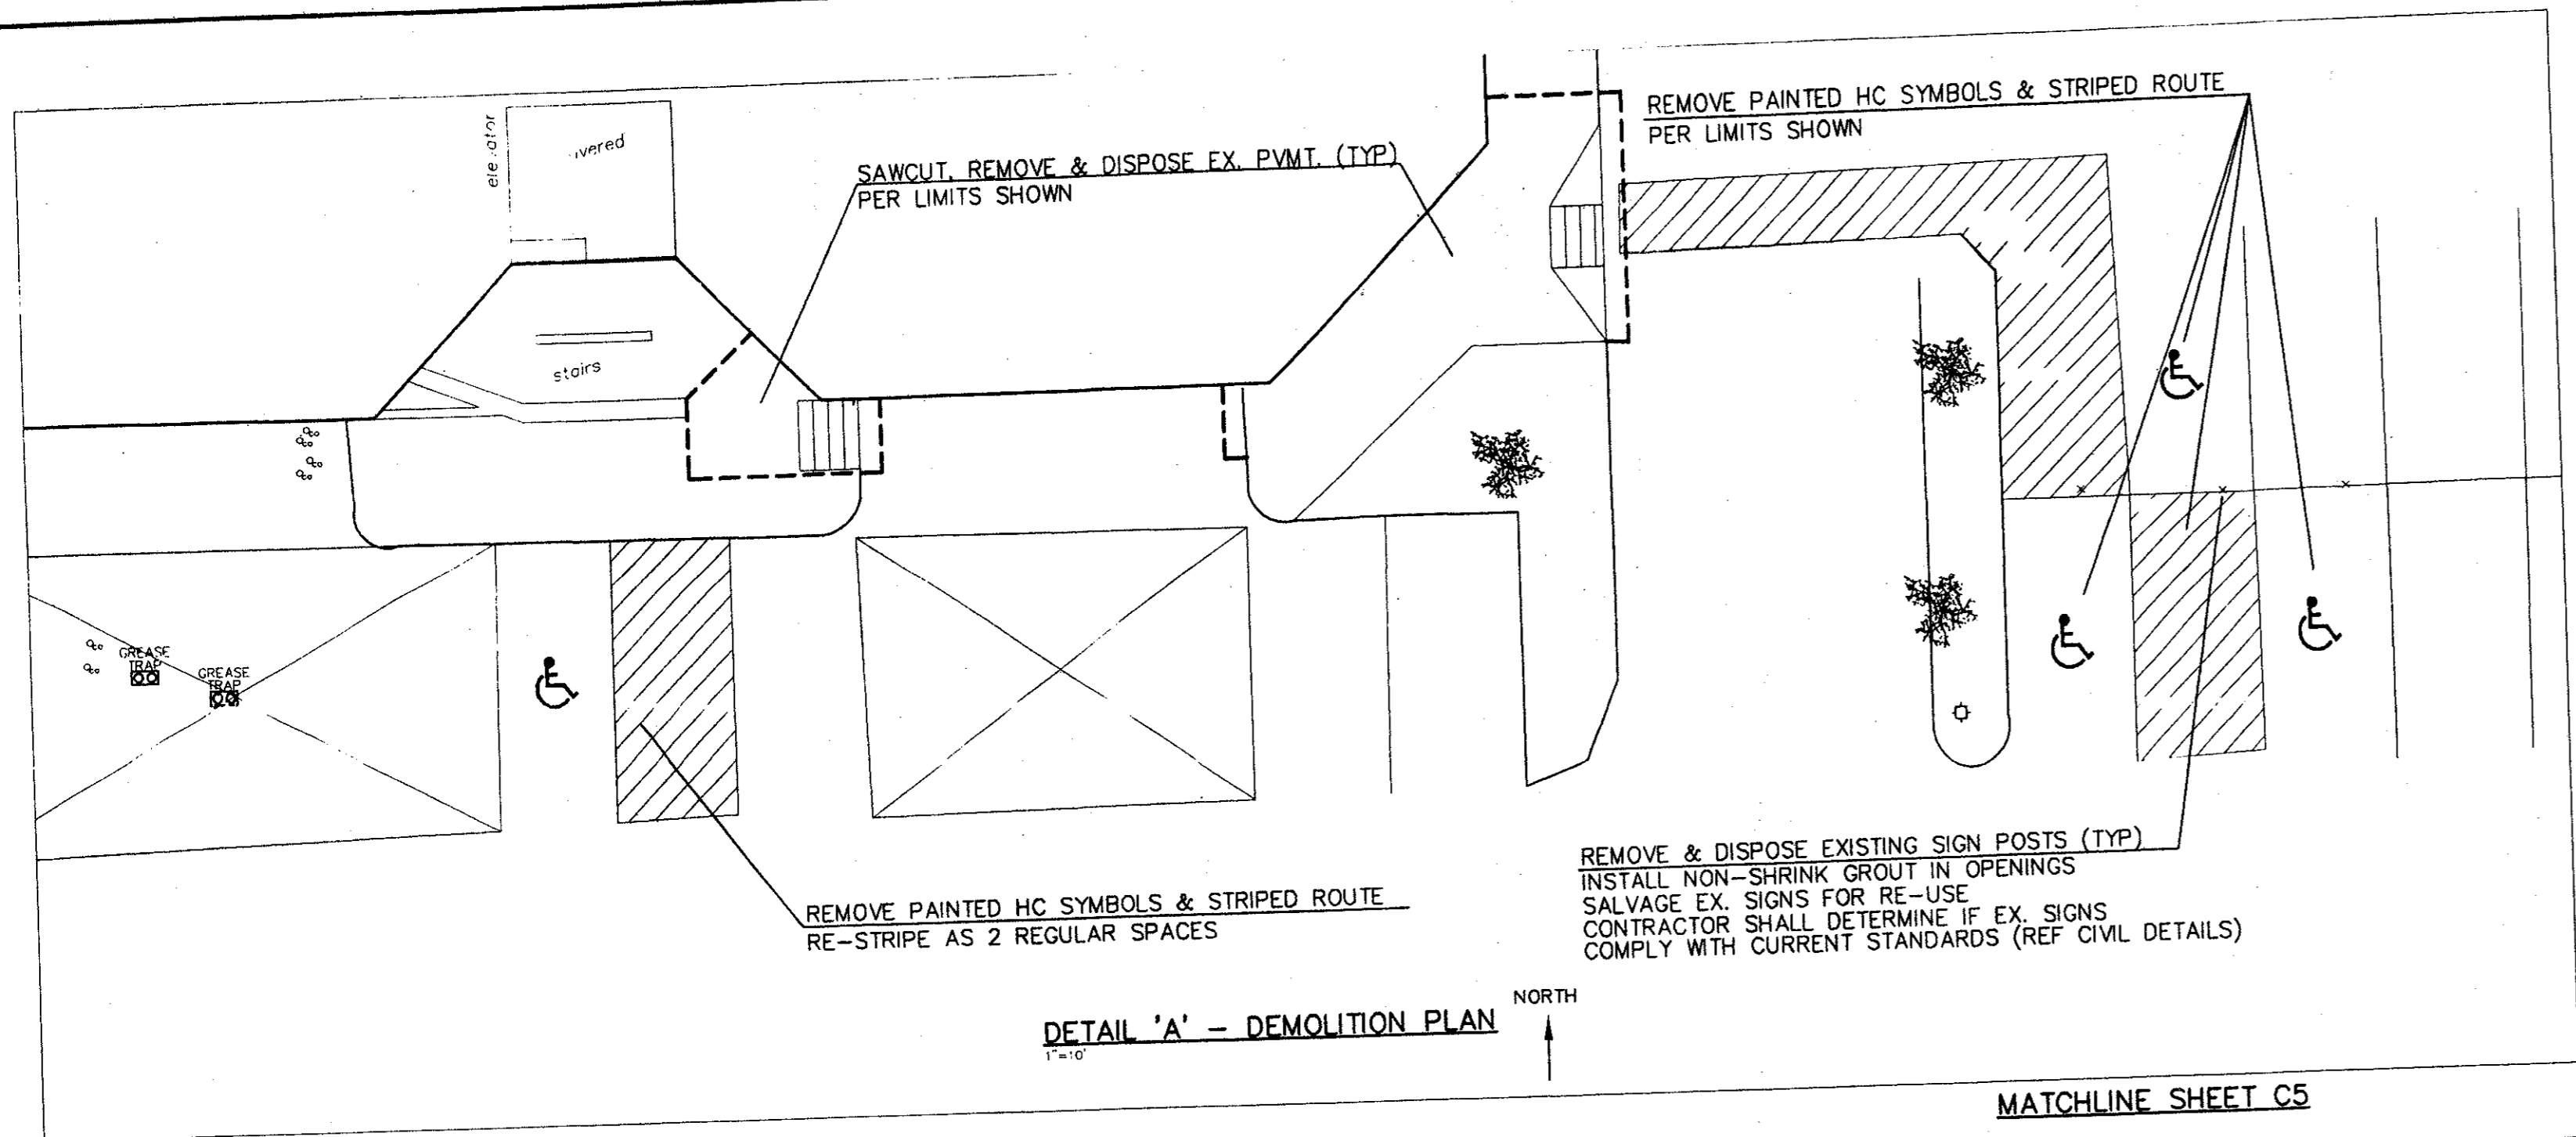 REMOVE PAINTED HC SYMBOLS & STRIPED ROUTE
PER LIMITS SHOWN
SAWCUT, REMOVE & DISPOSE EX. PVMT. (TYP)
PER LIMITS SHOWN
stairs
GREASE
TRAP
GREASE
TRAP
REMOVE PAINTED HC SYMBOLS & STRIPED ROUTE
RE-STRIPE AS 2 REGULAR SPACES
REMOVE & DISPOSE EXISTING SIGN POSTS (TYP)
INSTALL NON-SHRINK GROUT IN OPENINGS
SALVAGE EX. SIGNS FOR RE-USE
CONTRACTOR SHALL DETERMINE IF EX. SIGNS
COMPLY WITH CURRENT STANDARDS (REF CIVIL DETAILS)
DETAIL 'A' - DEMOLITION PLAN
1"=10'
NORTH
MATCHLINE SHEET C5